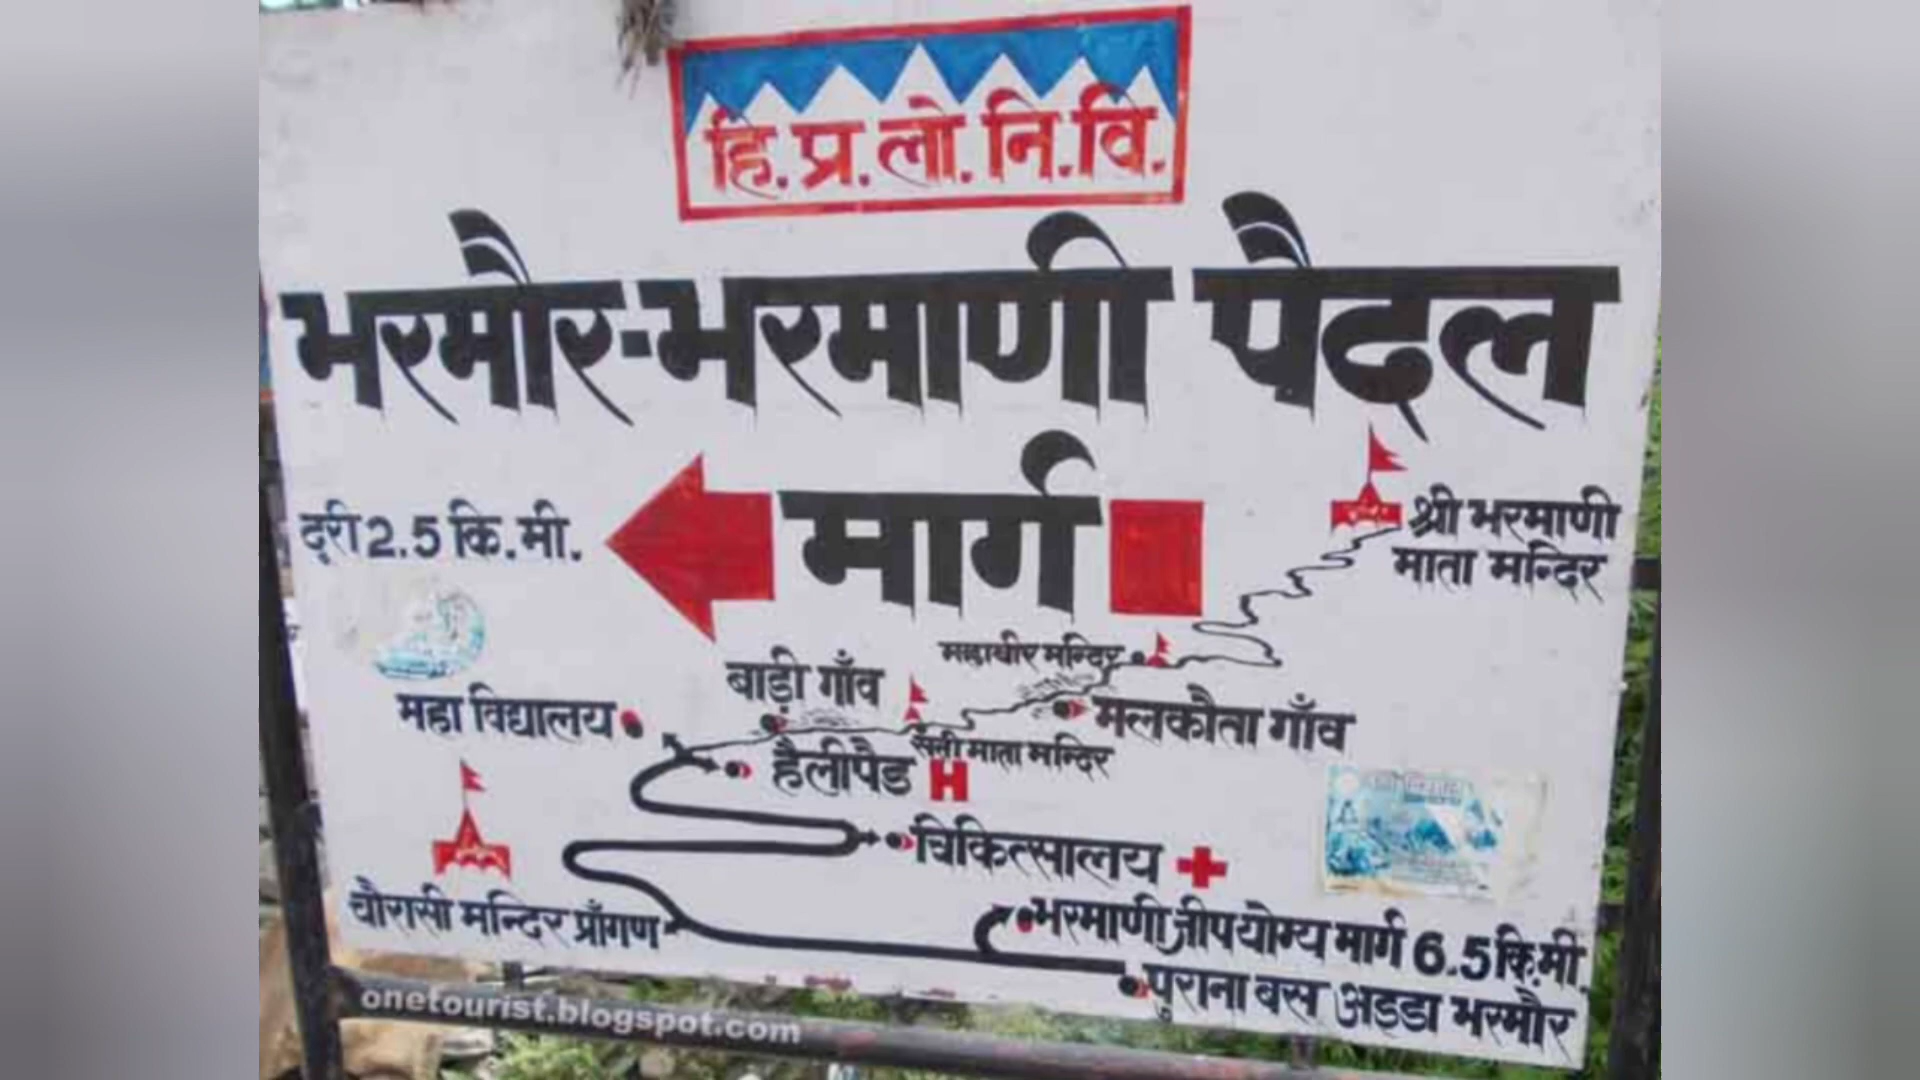 हि.प्र.लो.नि.वि.
भरमौर-भरमाणी पैदल
मार्ग
दूरी 2.5 कि.मी.
श्री भरमाणी
माता मन्दिर
महावीर मन्दिर
बाड़ी गाँव
मलकौता गाँव
महा विद्यालय
सती माता मन्दिर
हैलीपैड H
चिकित्सालय
चौरासी मन्दिर प्राँगण
भरमाणी जीप योग्य मार्ग 6.5 कि.मी.
पुराना बस अड्डा भरमौर
onetourist.blogspot.com